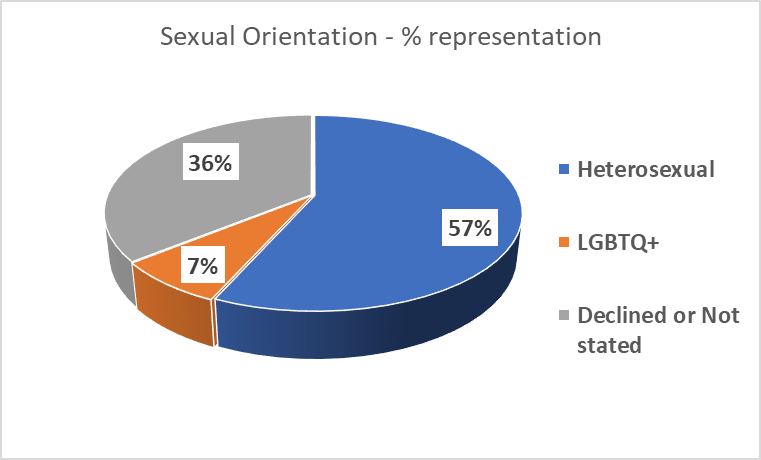 Sexual Orientation - % representation
36%
57%
7%
Heterosexual
LGBTQ+
Declined or Not
stated